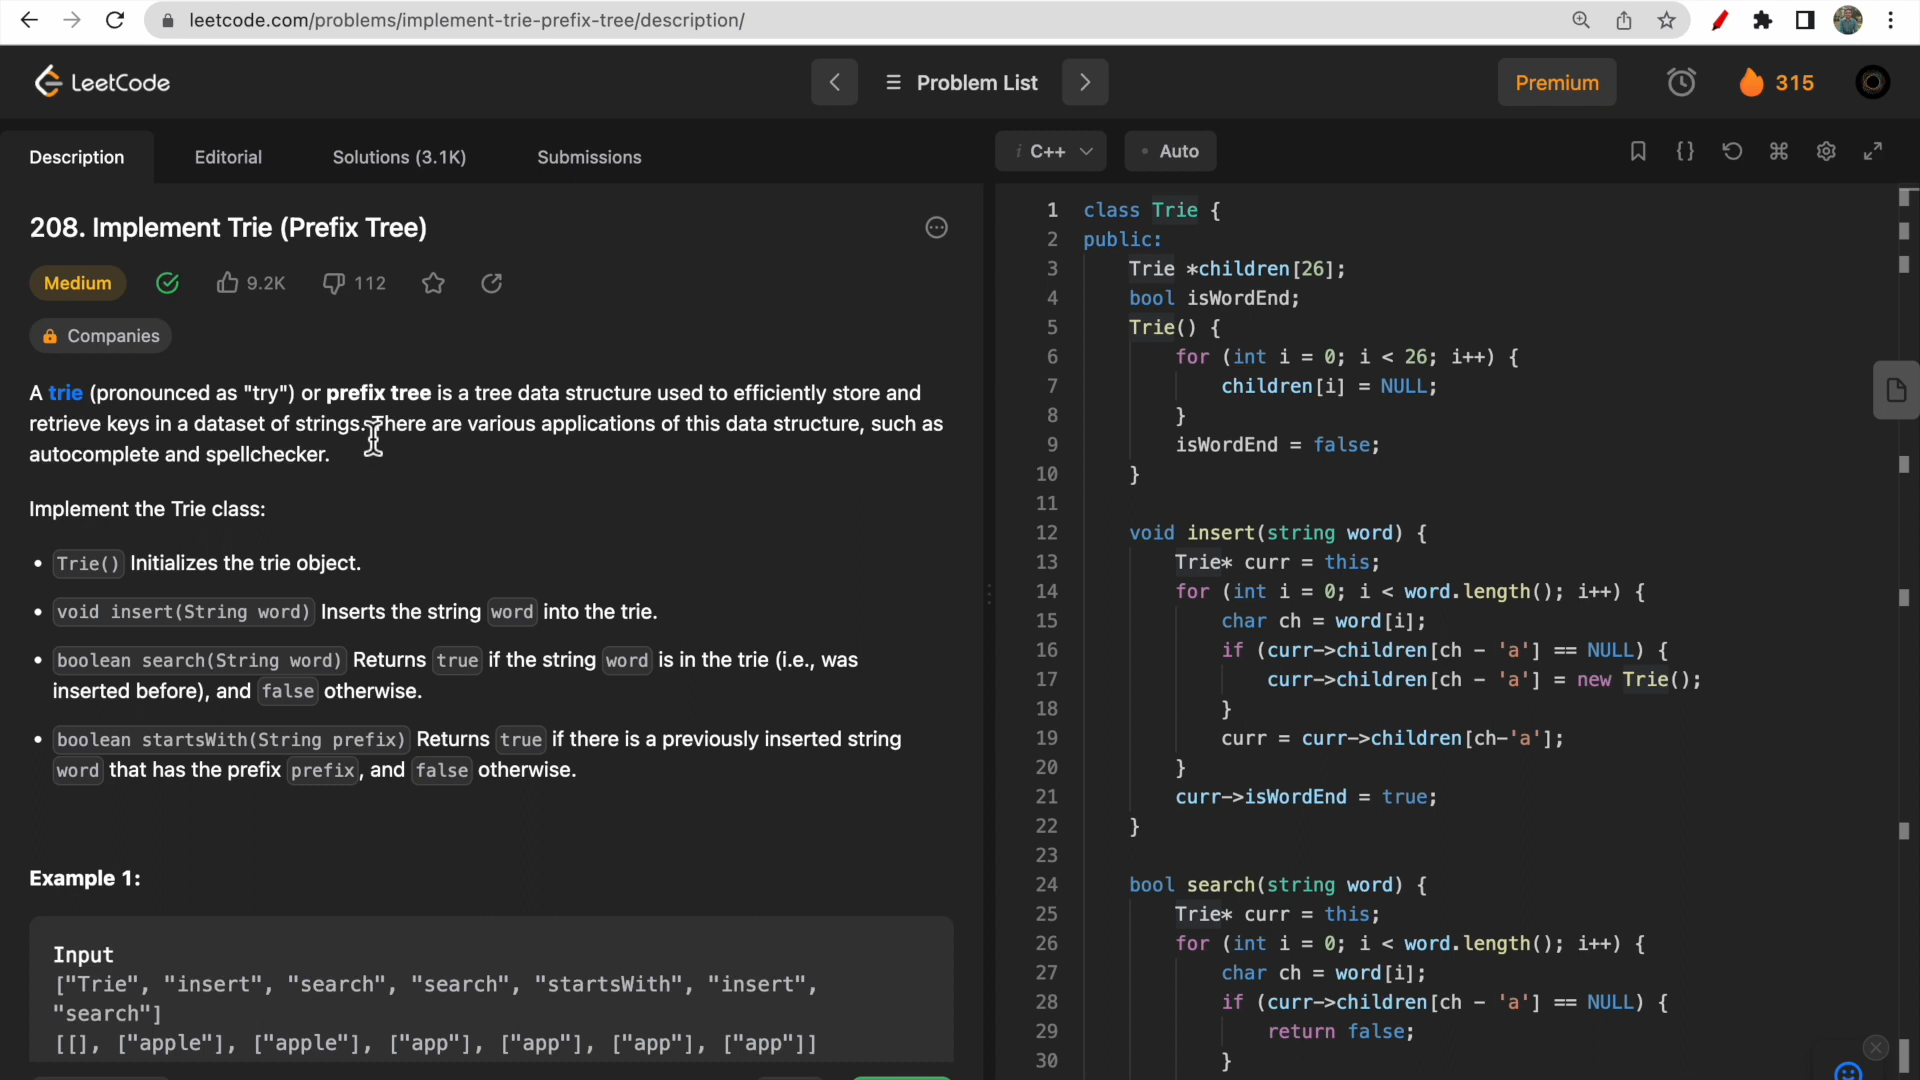 leetcode.com/problems/implement-trie-prefix-tree/description/
LeetCode
Problem List
Premium
315
Description
Editorial
Solutions (3.1K)
Submissions
208. Implement Trie (Prefix Tree)
Medium
9.2K
112
Companies
A trie (pronounced as "try") or prefix tree is a tree data structure used to efficiently store and
retrieve keys in a dataset of strings. There are various applications of this data structure, such as
autocomplete and spellchecker.
Implement the Trie class:
• Trie() Initializes the trie object.
• void insert(String word) Inserts the string word into the trie.
• boolean search(String word) Returns true if the string word is in the trie (i.e., was
inserted before), and false otherwise.
• boolean startsWith(String prefix) Returns true if there is a previously inserted string
word that has the prefix prefix, and false otherwise.
Example 1:
Input
["Trie", "insert", "search", "search", "startsWith", "insert",
"search"]
[[], ["apple"], ["apple"], ["app"], ["app"], ["app"], ["app"]]
i C++
• Auto
{}
1 class Trie {
2 public:
3 Trie *children[26];
4 bool isWordEnd;
5 Trie() {
6 for (int i = 0; i < 26; i++) {
7 children[i] = NULL;
8 }
9 isWordEnd = false;
10 }
11
12 void insert(string word) {
13 Trie* curr = this;
14 for (int i = 0; i < word.length(); i++) {
15 char ch = word[i];
16 if (curr->children[ch - 'a'] == NULL) {
17 curr->children[ch - 'a'] = new Trie();
18 }
19 curr = curr->children[ch-'a'];
20 }
21 curr->isWordEnd = true;
22 }
23
24 bool search(string word) {
25 Trie* curr = this;
26 for (int i = 0; i < word.length(); i++) {
27 char ch = word[i];
28 if (curr->children[ch - 'a'] == NULL) {
29 return false;
30 }